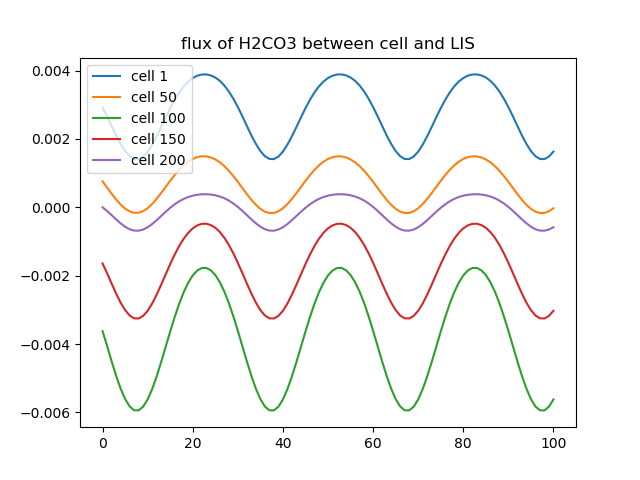 flux of H2CO3 between cell and LIS
cell 1
cell 50
cell 100
cell 150
cell 200
0.004
0.002
0.000
−0.002
−0.004
−0.006
0 20 40 60 80 100